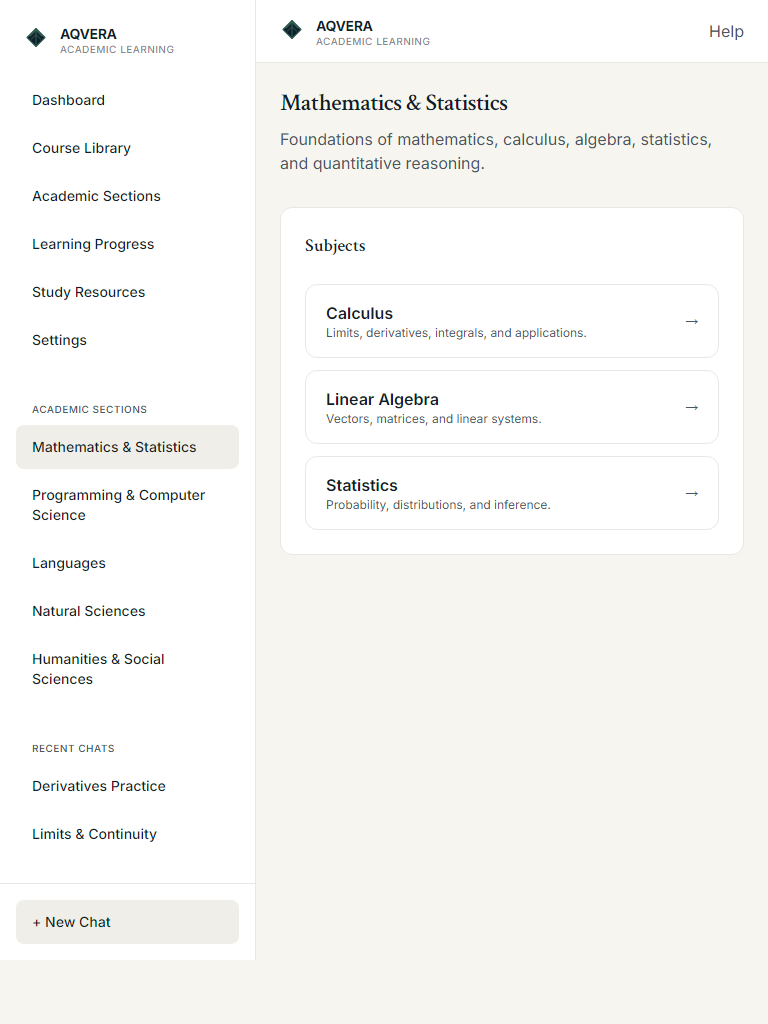 AQVERA
ACADEMIC LEARNING
Dashboard
Course Library
Academic Sections
Learning Progress
Study Resources
Settings
ACADEMIC SECTIONS
Mathematics & Statistics
Programming & Computer
Science
Languages
Natural Sciences
Humanities & Social
Sciences
RECENT CHATS
Derivatives Practice
Limits & Continuity
+ New Chat
AQVERA
ACADEMIC LEARNING
Help
Mathematics & Statistics
Foundations of mathematics, calculus, algebra, statistics,
and quantitative reasoning.
Subjects
Calculus
Limits, derivatives, integrals, and applications.
→
Linear Algebra
Vectors, matrices, and linear systems.
→
Statistics
Probability, distributions, and inference.
→